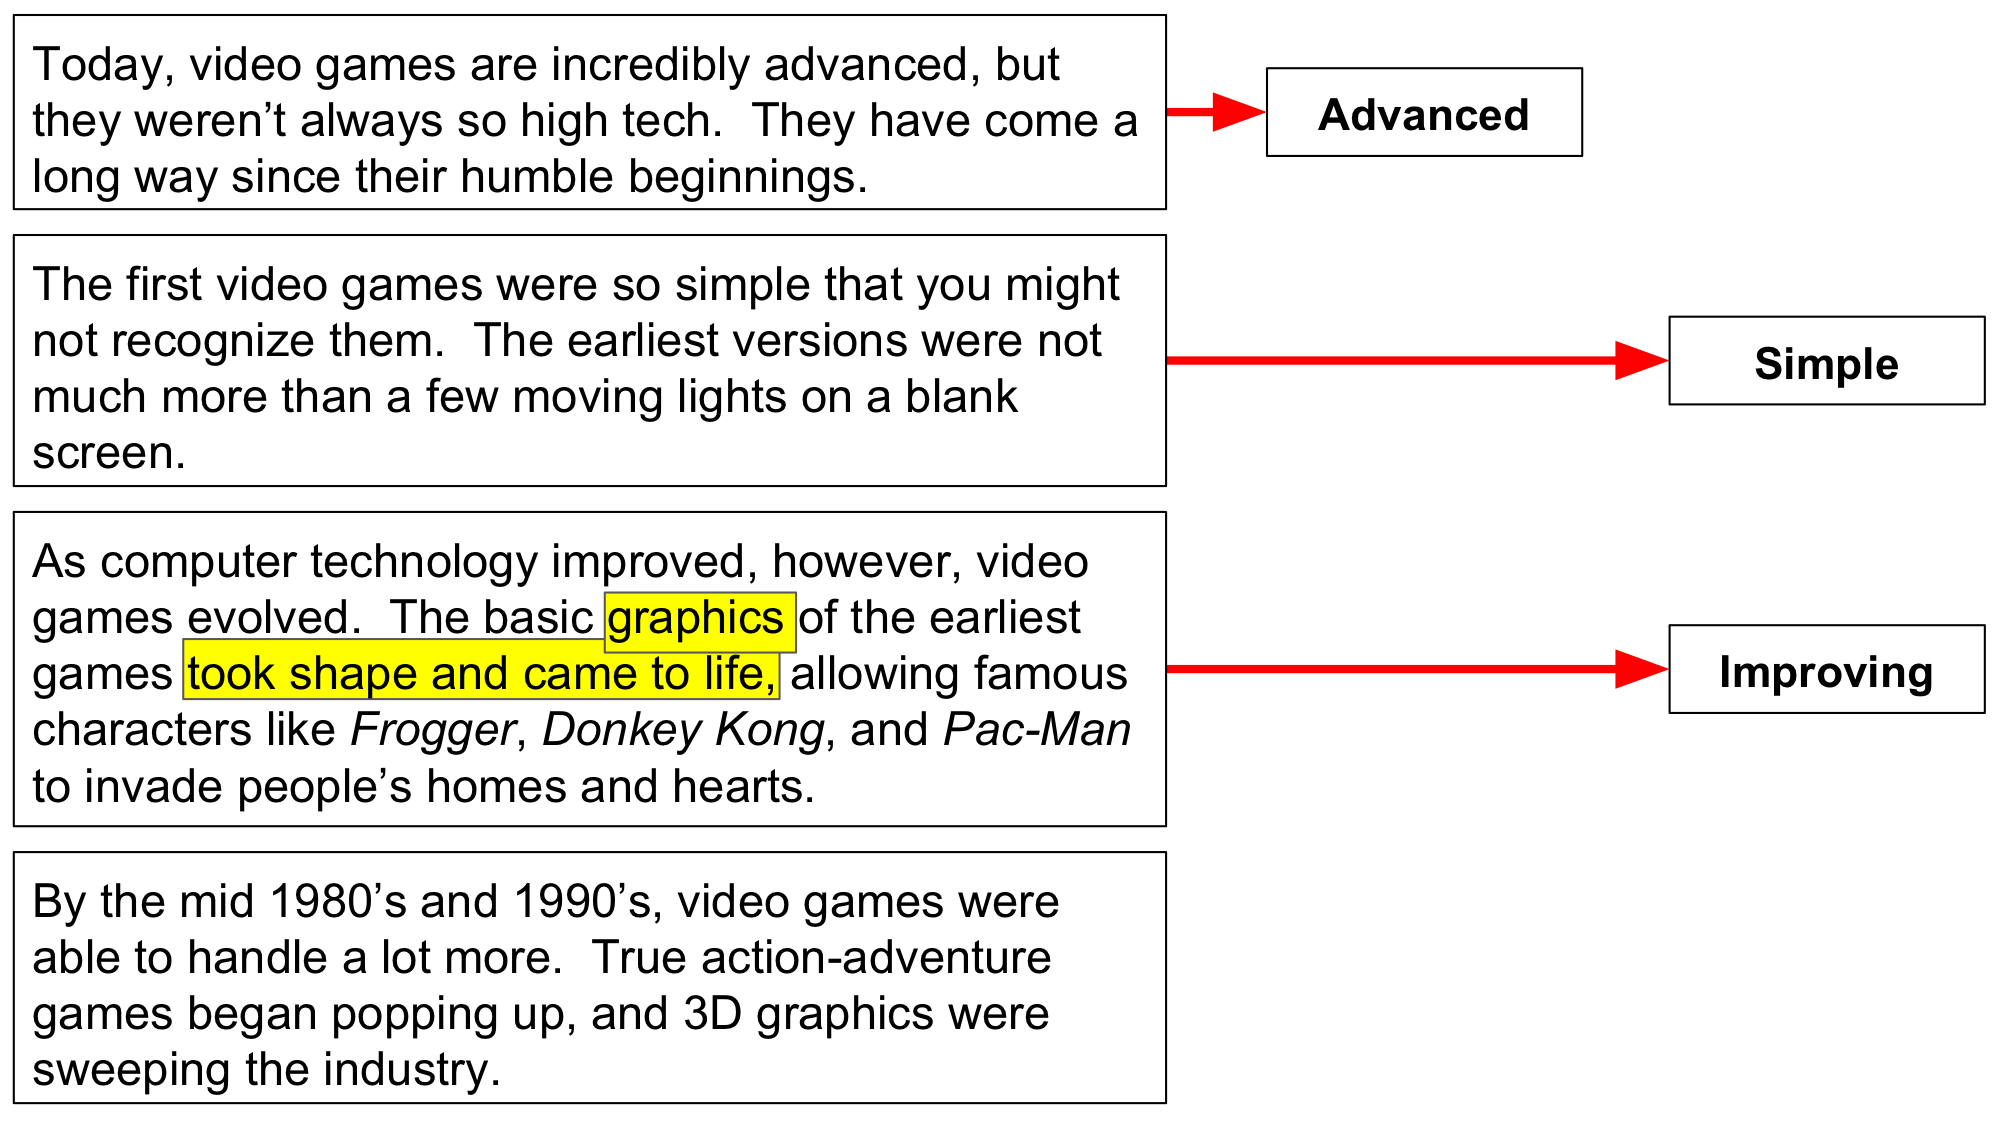 Today, video games are incredibly advanced, but
they weren’t always so high tech.  They have come a
long way since their humble beginnings.
Advanced
The first video games were so simple that you might
not recognize them.  The earliest versions were not
much more than a few moving lights on a blank
screen.
Simple
As computer technology improved, however, video
games evolved.  The basic graphics of the earliest
games took shape and came to life, allowing famous
characters like Frogger, Donkey Kong, and Pac-Man
to invade people’s homes and hearts.
Improving
By the mid 1980’s and 1990’s, video games were
able to handle a lot more.  True action-adventure
games began popping up, and 3D graphics were
sweeping the industry.